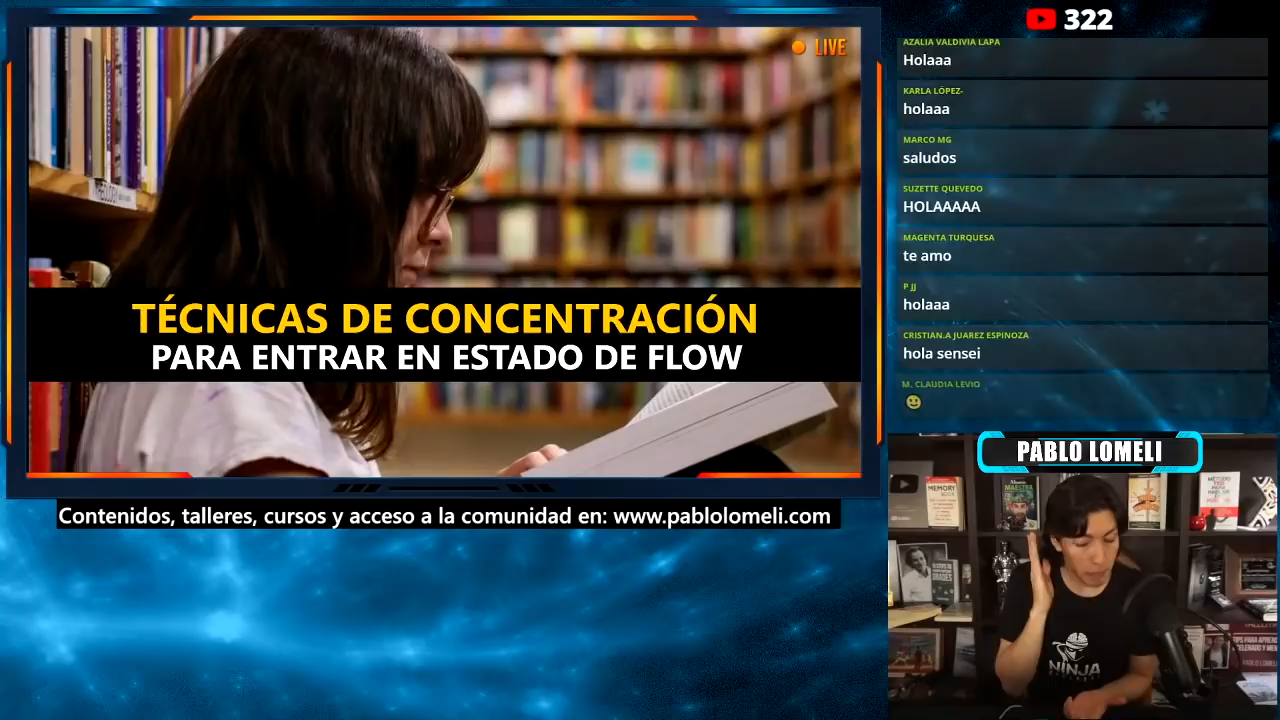 LIVE
TÉCNICAS DE CONCENTRACIÓN
PARA ENTRAR EN ESTADO DE FLOW
Contenidos, talleres, cursos y acceso a la comunidad en: www.pablolomeli.com
322
AZALIA VALDIVIA LAPA
Holaaa
KARLA LÓPEZ-
holaaa
MARCO MG
saludos
SUZETTE QUEVEDO
HOLAAAAA
MAGENTA TURQUESA
te amo
P JJ
holaaa
CRISTIAN.A JUAREZ ESPINOZA
hola sensei
M. CLAUDIA LEVIO
PABLO LOMELI
MEMORY
MAESTRA
NINJA